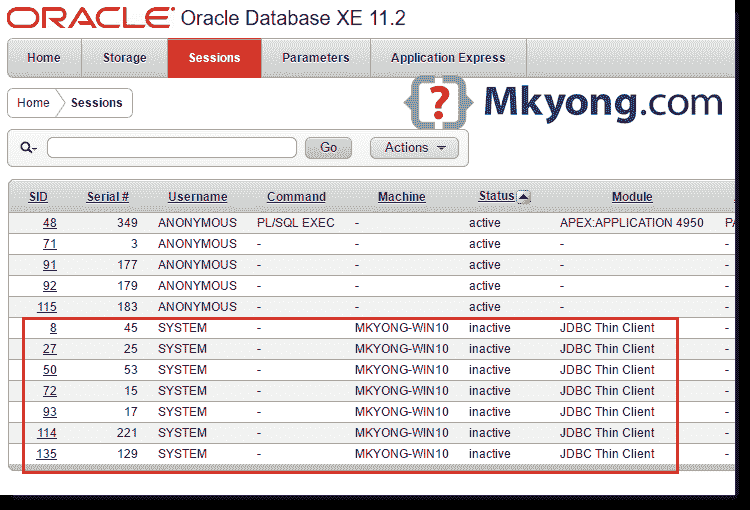 ORACLE Database XE 11.2
Home Storage Sessions Parameters Application Express
Home Sessions
Mkyong.com
Go Actions
SID Serial # Username Command Machine Status Module
48 349 ANONYMOUS PL/SQL EXEC - active APEX:APPLICATION 4950
71 3 ANONYMOUS - - active - -
91 177 ANONYMOUS - - active - -
92 179 ANONYMOUS - - active - -
115 183 ANONYMOUS - - active - -
8 45 SYSTEM - MKYONG-WIN10 inactive JDBC Thin Client -
27 25 SYSTEM - MKYONG-WIN10 inactive JDBC Thin Client -
50 53 SYSTEM - MKYONG-WIN10 inactive JDBC Thin Client -
72 15 SYSTEM - MKYONG-WIN10 inactive JDBC Thin Client -
93 17 SYSTEM - MKYONG-WIN10 inactive JDBC Thin Client -
114 221 SYSTEM - MKYONG-WIN10 inactive JDBC Thin Client -
135 129 SYSTEM - MKYONG-WIN10 inactive JDBC Thin Client -